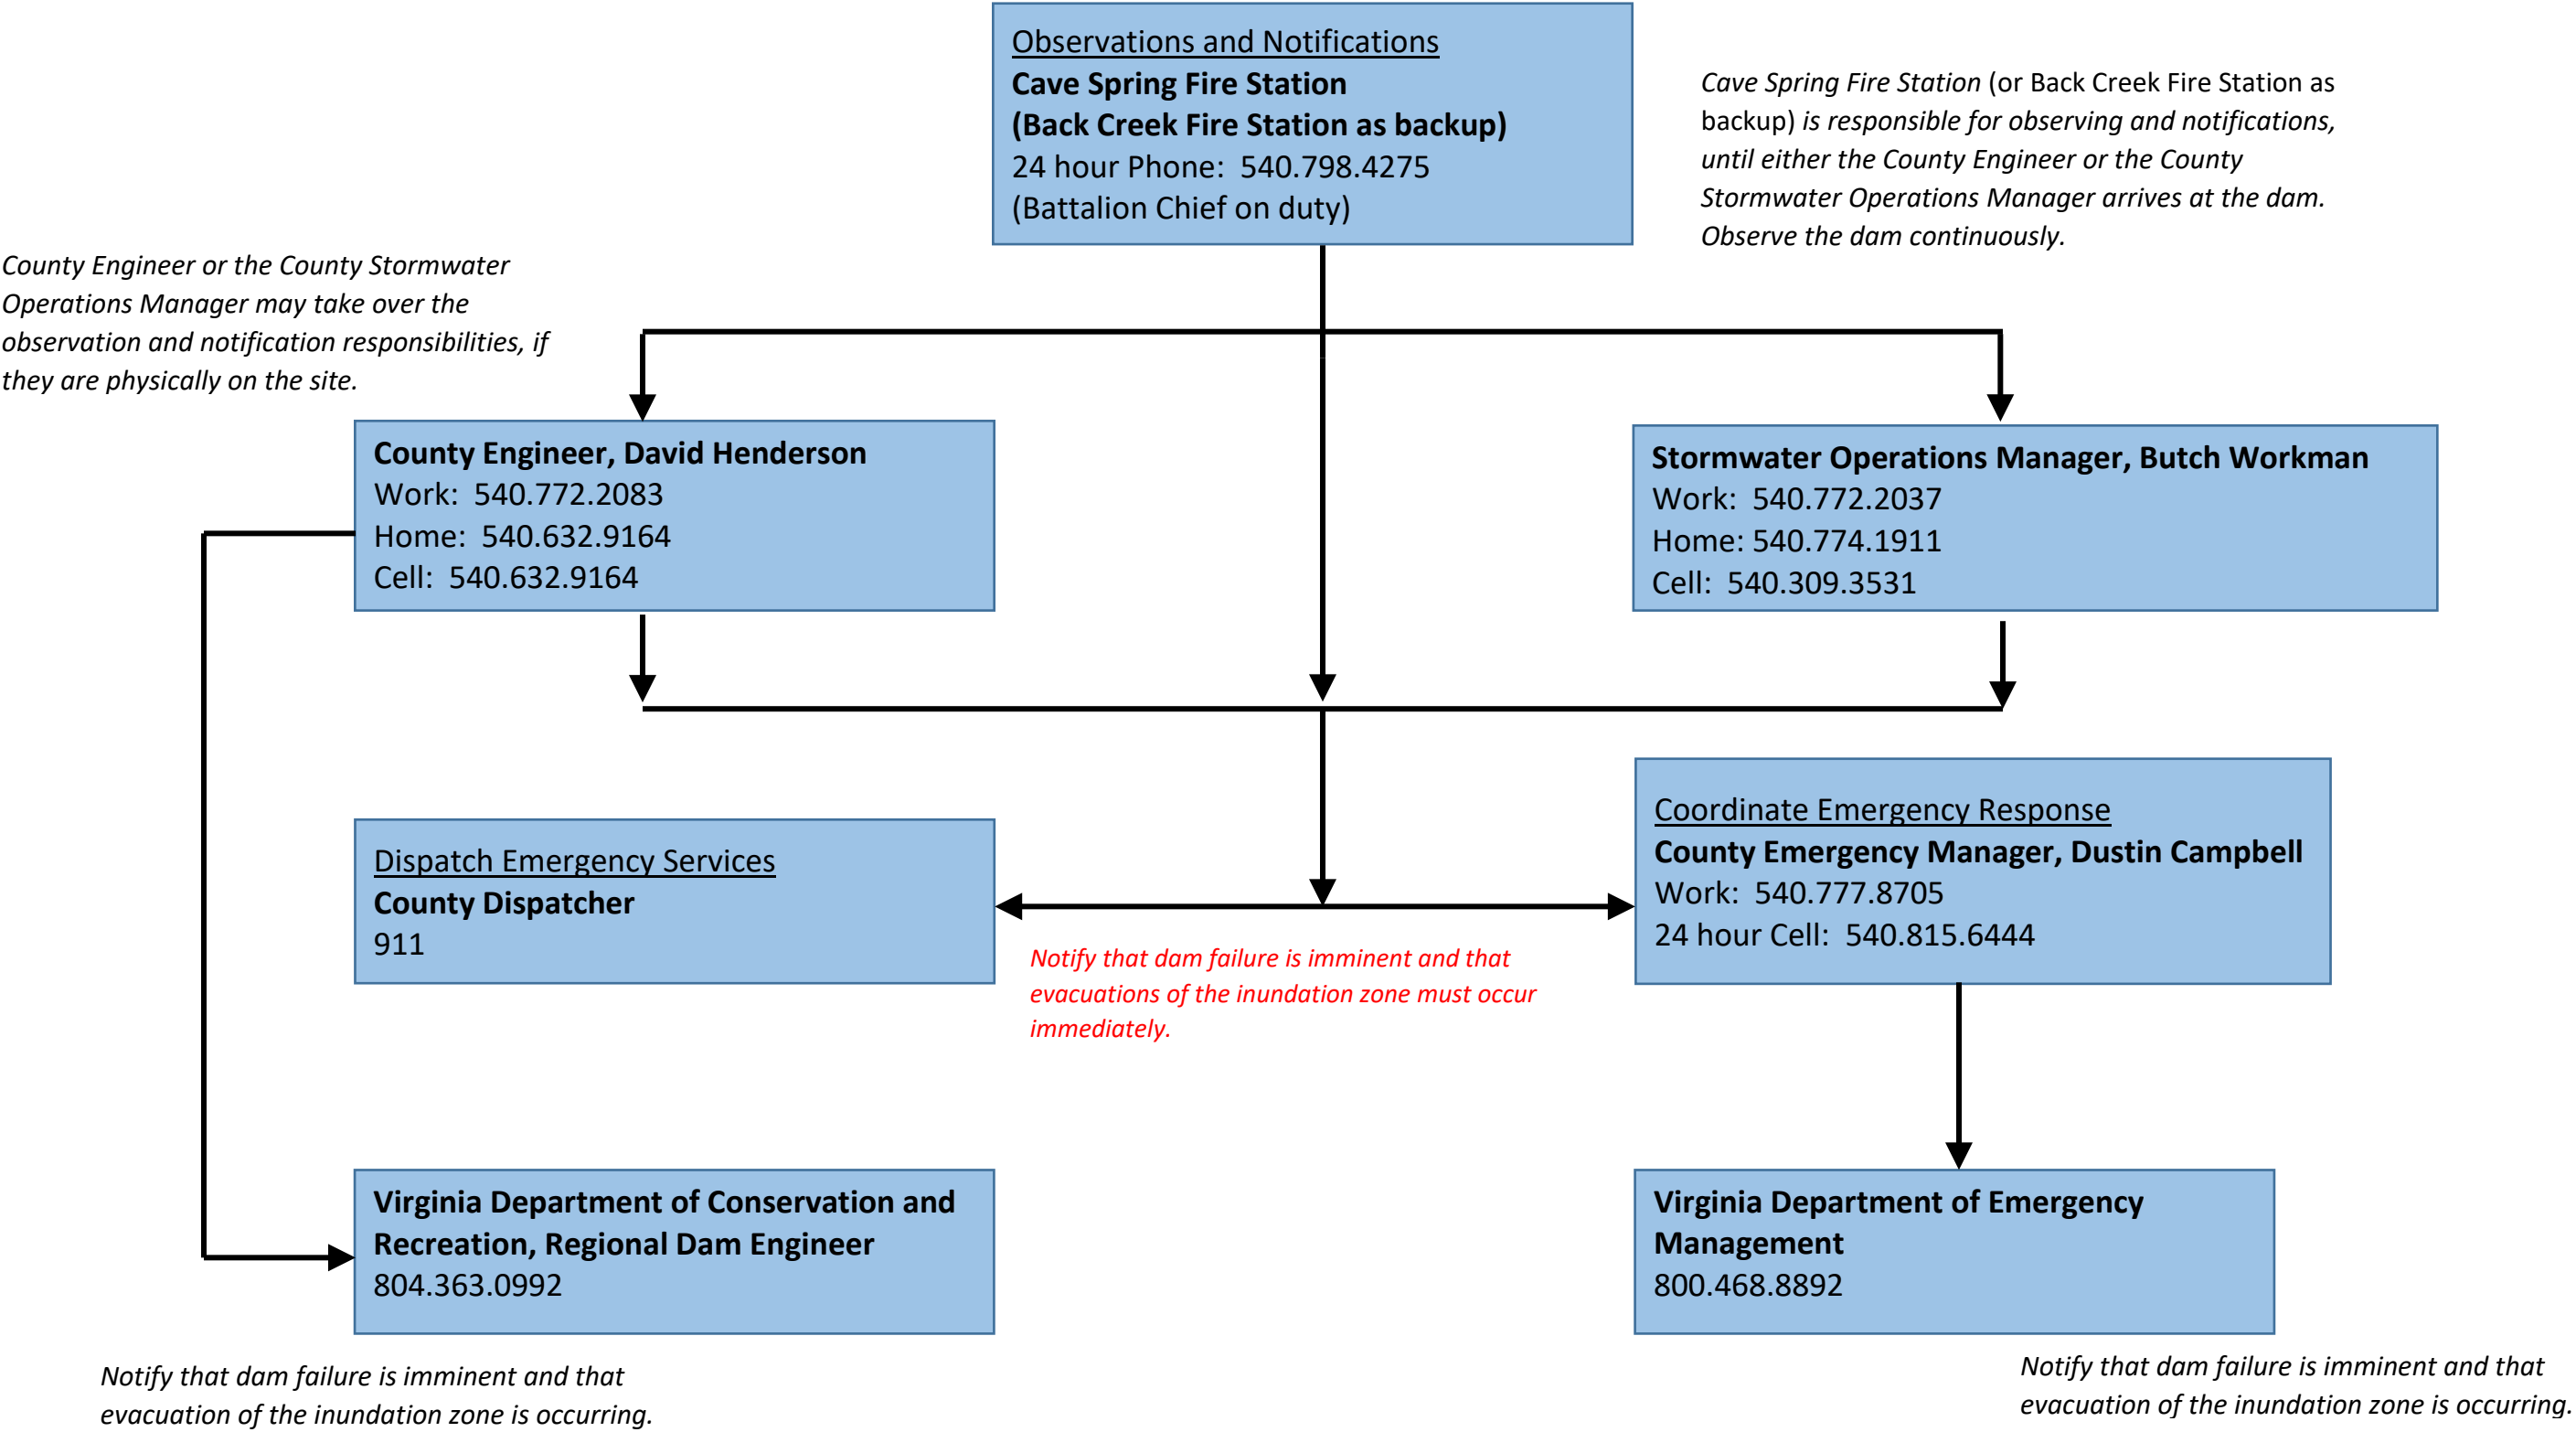 Observations and Notifications
Cave Spring Fire Station
(Back Creek Fire Station as backup)
24 hour Phone:  540.798.4275
(Battalion Chief on duty)
Cave Spring Fire Station (or Back Creek Fire Station as
backup) is responsible for observing and notifications,
until either the County Engineer or the County
Stormwater Operations Manager arrives at the dam.
Observe the dam continuously.
County Engineer or the County Stormwater
Operations Manager may take over the
observation and notification responsibilities, if
they are physically on the site.
County Engineer, David Henderson
Work:  540.772.2083
Home:  540.632.9164
Cell:  540.632.9164
Stormwater Operations Manager, Butch Workman
Work:  540.772.2037
Home: 540.774.1911
Cell:  540.309.3531
Dispatch Emergency Services
County Dispatcher
911
Coordinate Emergency Response
County Emergency Manager, Dustin Campbell
Work:  540.777.8705
24 hour Cell:  540.815.6444
Notify that dam failure is imminent and that
evacuations of the inundation zone must occur
immediately.
Virginia Department of Conservation and
Recreation, Regional Dam Engineer
804.363.0992
Virginia Department of Emergency
Management
800.468.8892
Notify that dam failure is imminent and that
evacuation of the inundation zone is occurring.
Notify that dam failure is imminent and that
evacuation of the inundation zone is occurring.